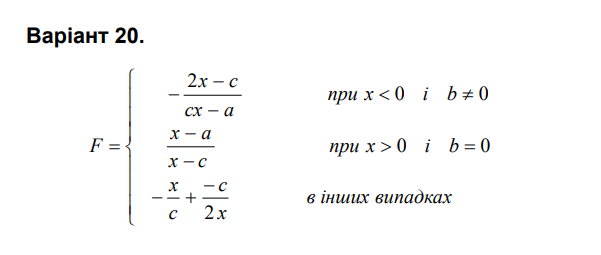 Варіант 20.
F = { - (2x - c) / (cx - a) при x < 0 і b ≠ 0
(x - a) / (x - c) при x > 0 і b = 0
- x / c + (-c) / (2x) в інших випадках